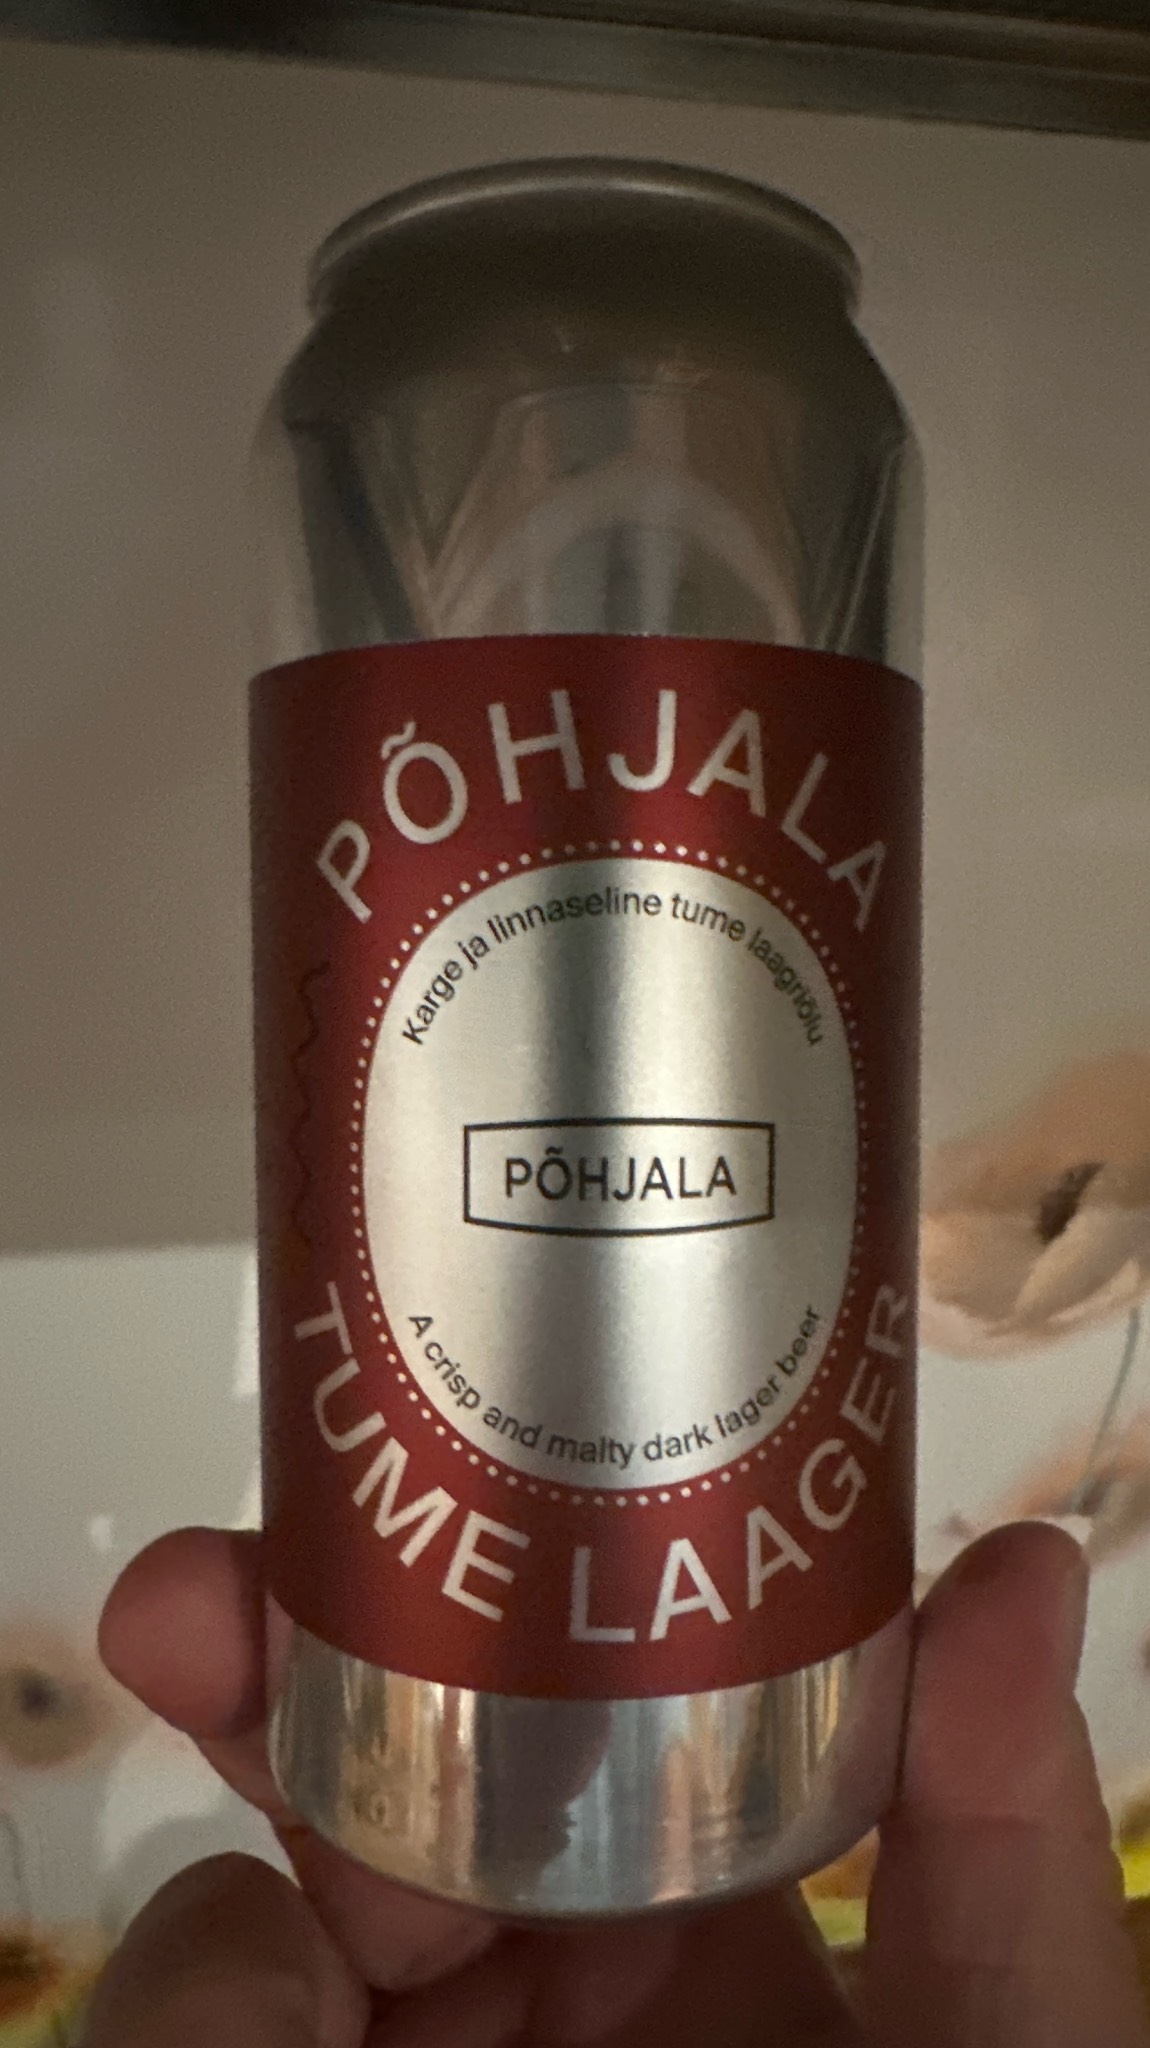 PÕHJALA
Karge ja linnaseline tume laagriõlu
PÕHJALA
A crisp and malty dark lager beer
TUME LAAGER